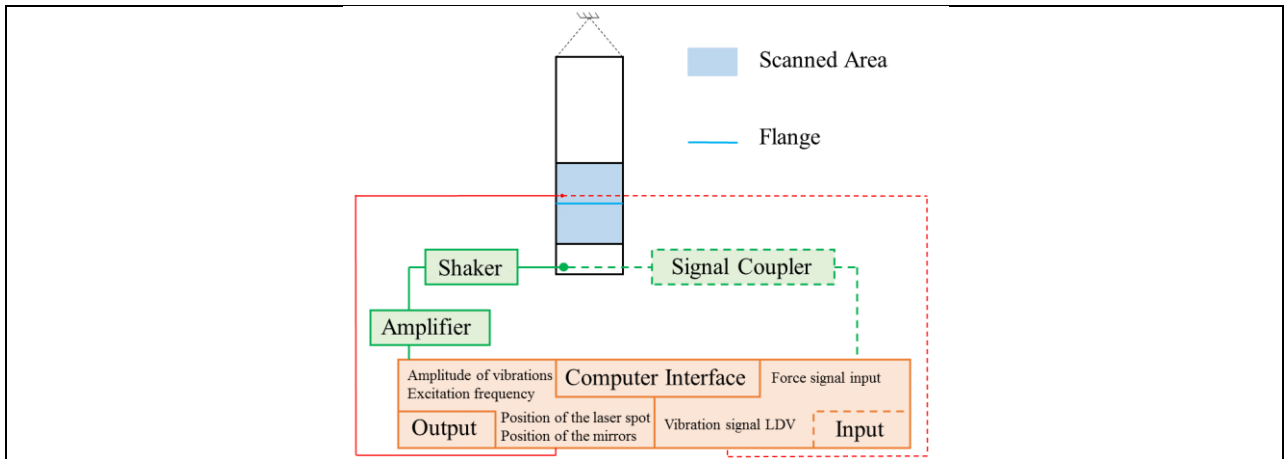 Scanned Area
Flange
Shaker
Signal Coupler
Amplifier
Amplitude of vibrations
Excitation frequency
Computer Interface
Force signal input
Output
Position of the laser spot
Position of the mirrors
Vibration signal LDV
Input